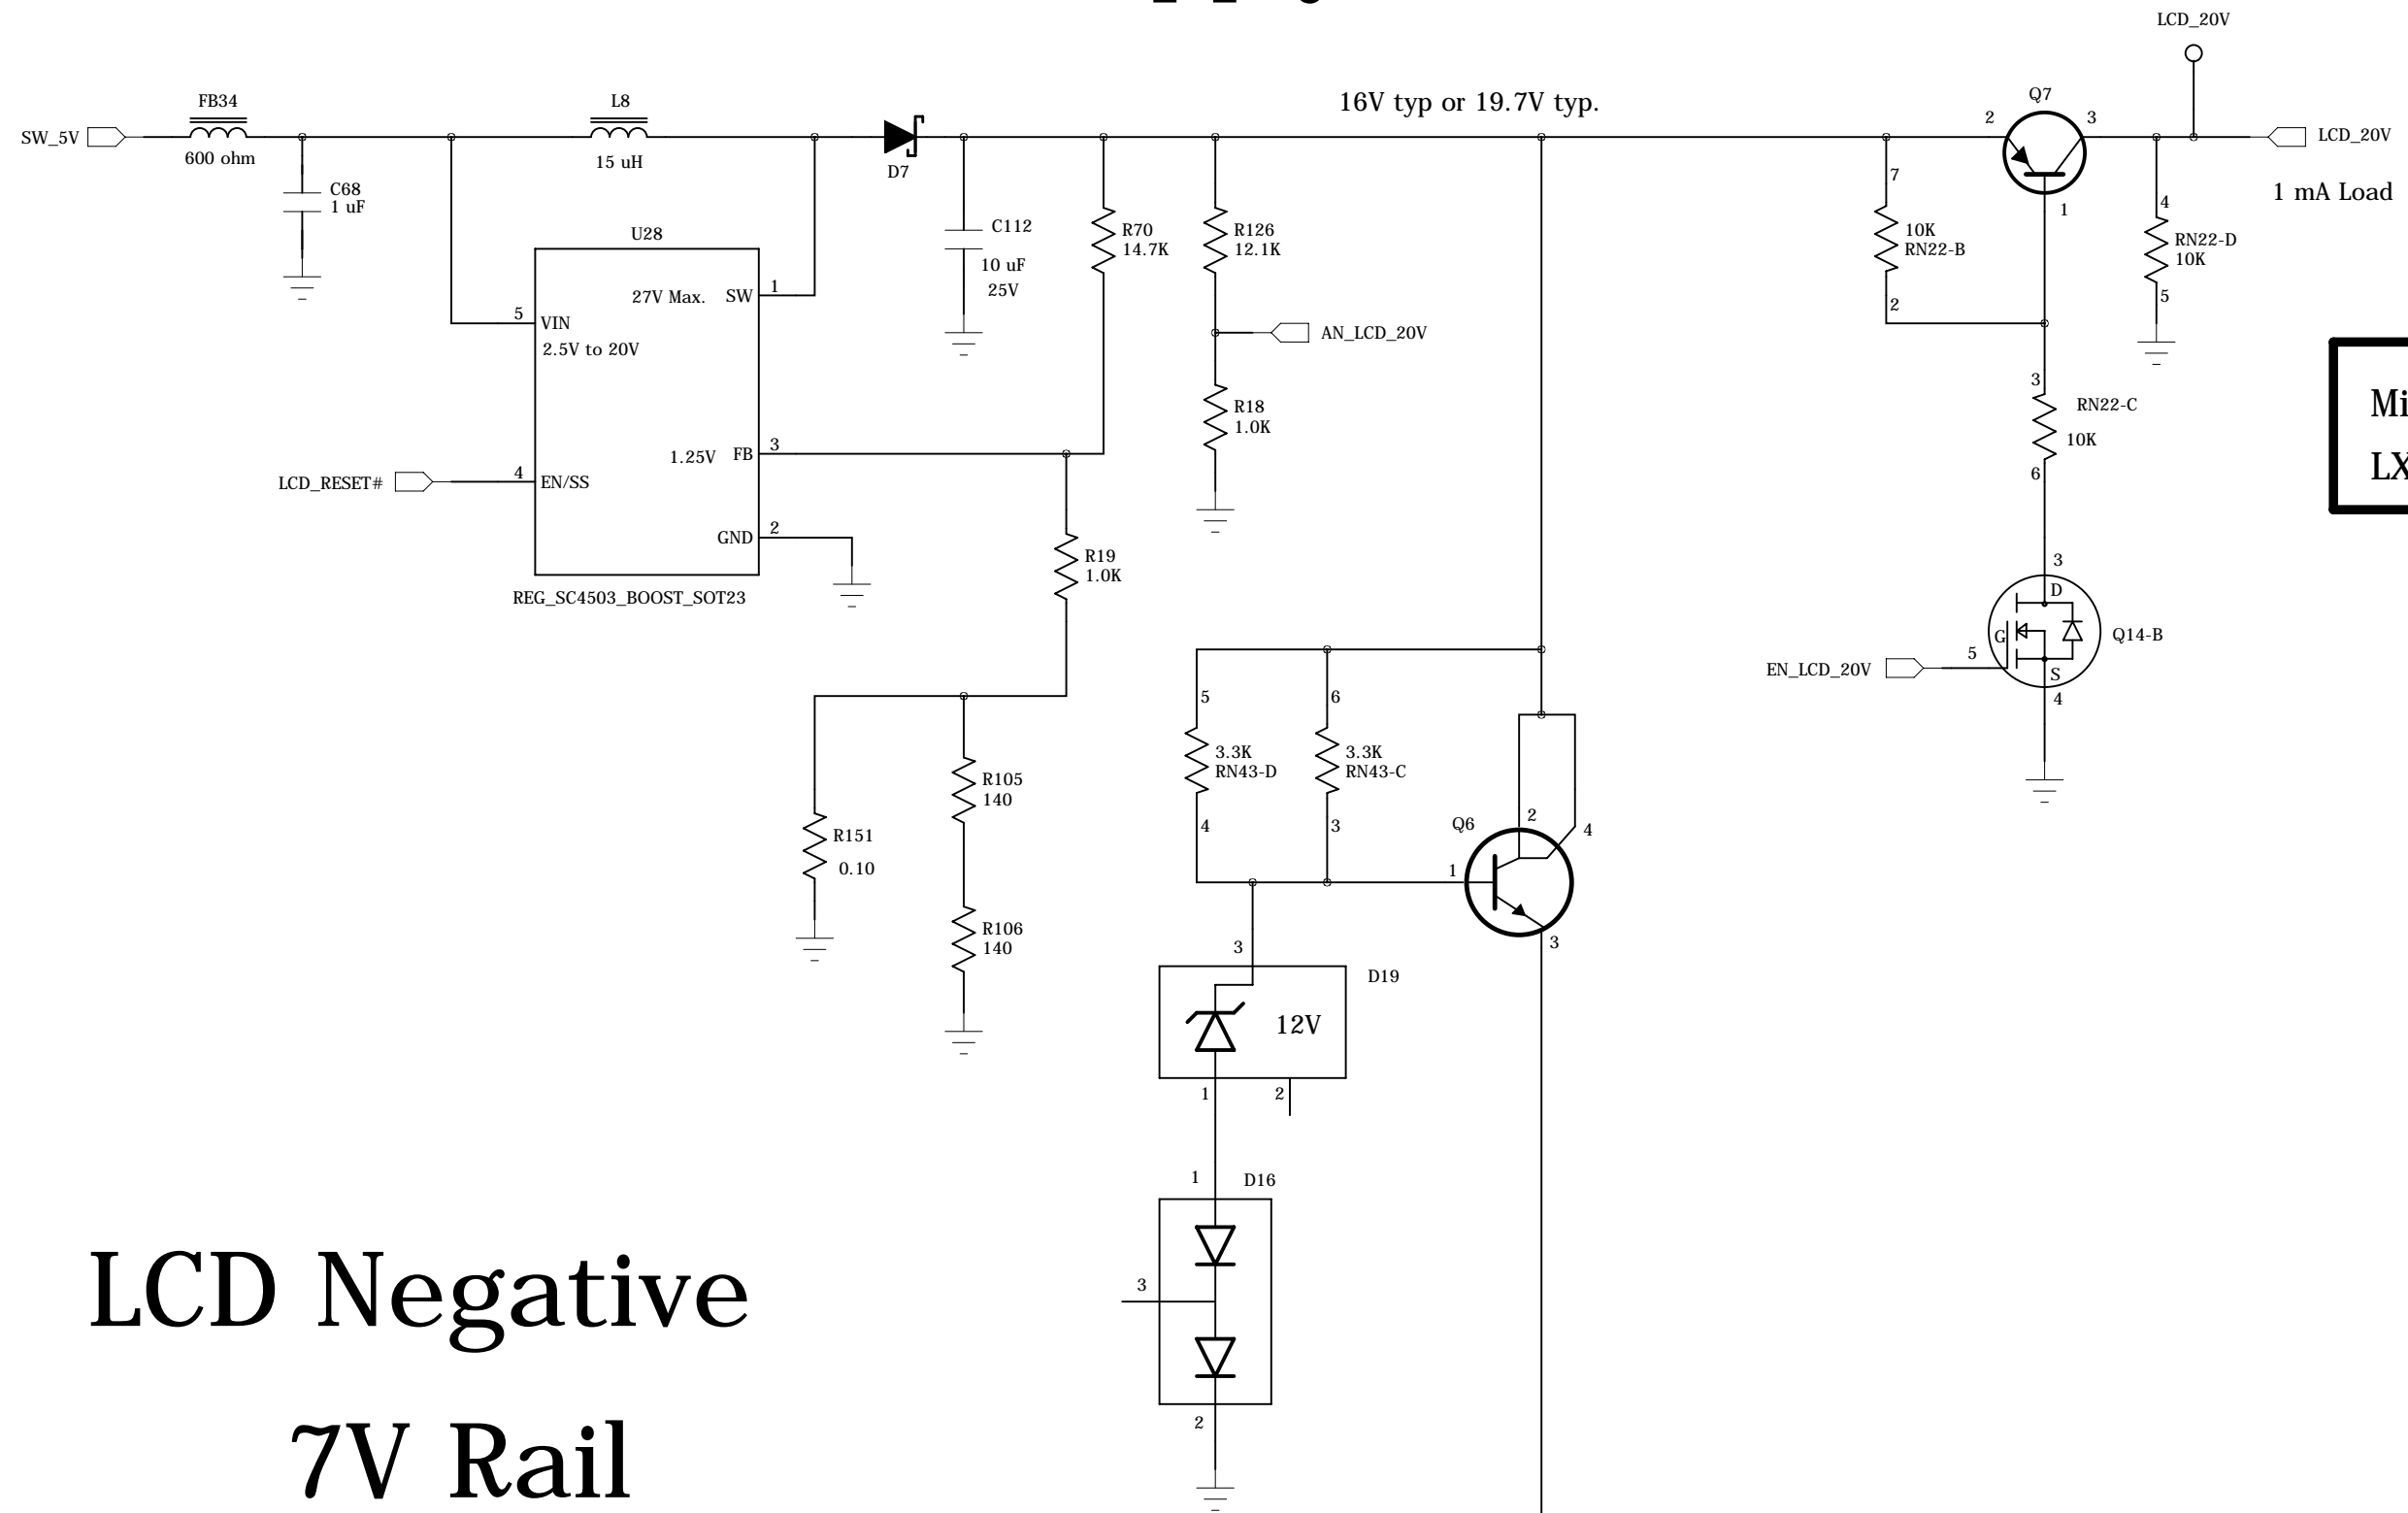 LCD_20V
16V typ or 19.7V typ.
FB34
L8
Q7
2
3
SW_5V
600 ohm
15 uH
D7
LCD_20V
1 mA Load
C68
1 uF
7
1
4
U28
C112
10 uF
25V
R70
14.7K
R126
12.1K
10K
RN22-B
RN22-D
10K
27V Max.
SW
1
2
5
5
VIN
2.5V to 20V
AN_LCD_20V
3
RN22-C
10K
R18
1.0K
1.25V
FB
3
6
LCD_RESET#
4
EN/SS
GND
2
R19
1.0K
REG_SC4503_BOOST_SOT23
3
D
G
Q14-B
5
EN_LCD_20V
S
4
5
6
3.3K
RN43-D
3.3K
RN43-C
R105
140
4
3
Q6
2
4
R151
0.10
1
R106
140
3
3
D19
12V
1
2
1
D16
3
2
LCD Negative
7V Rail